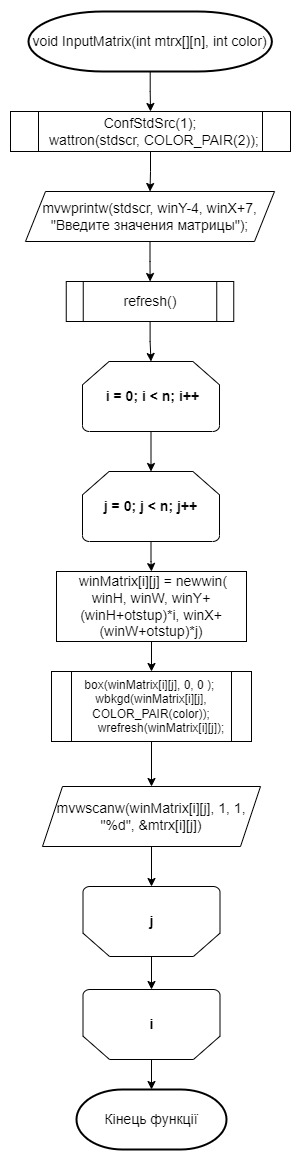 void InputMatrix(int mtrx[][n], int color)
ConfStdSrc(1);
wattron(stdscr, COLOR_PAIR(2));
mvwprintw(stdscr, winY-4, winX+7,
"Введите значения матрицы");
refresh()
i = 0; i < n; i++
j = 0; j < n; j++
winMatrix[i][j] = newwin(
winH, winW, winY+
(winH+otstup)*i, winX+
(winW+otstup)*j)
box(winMatrix[i][j], 0, 0 );
wbkgd(winMatrix[i][j],
COLOR_PAIR(color));
wrefresh(winMatrix[i][j]);
mvwscanw(winMatrix[i][j], 1, 1,
"%d", &mtrx[i][j])
j
i
Кінець функції